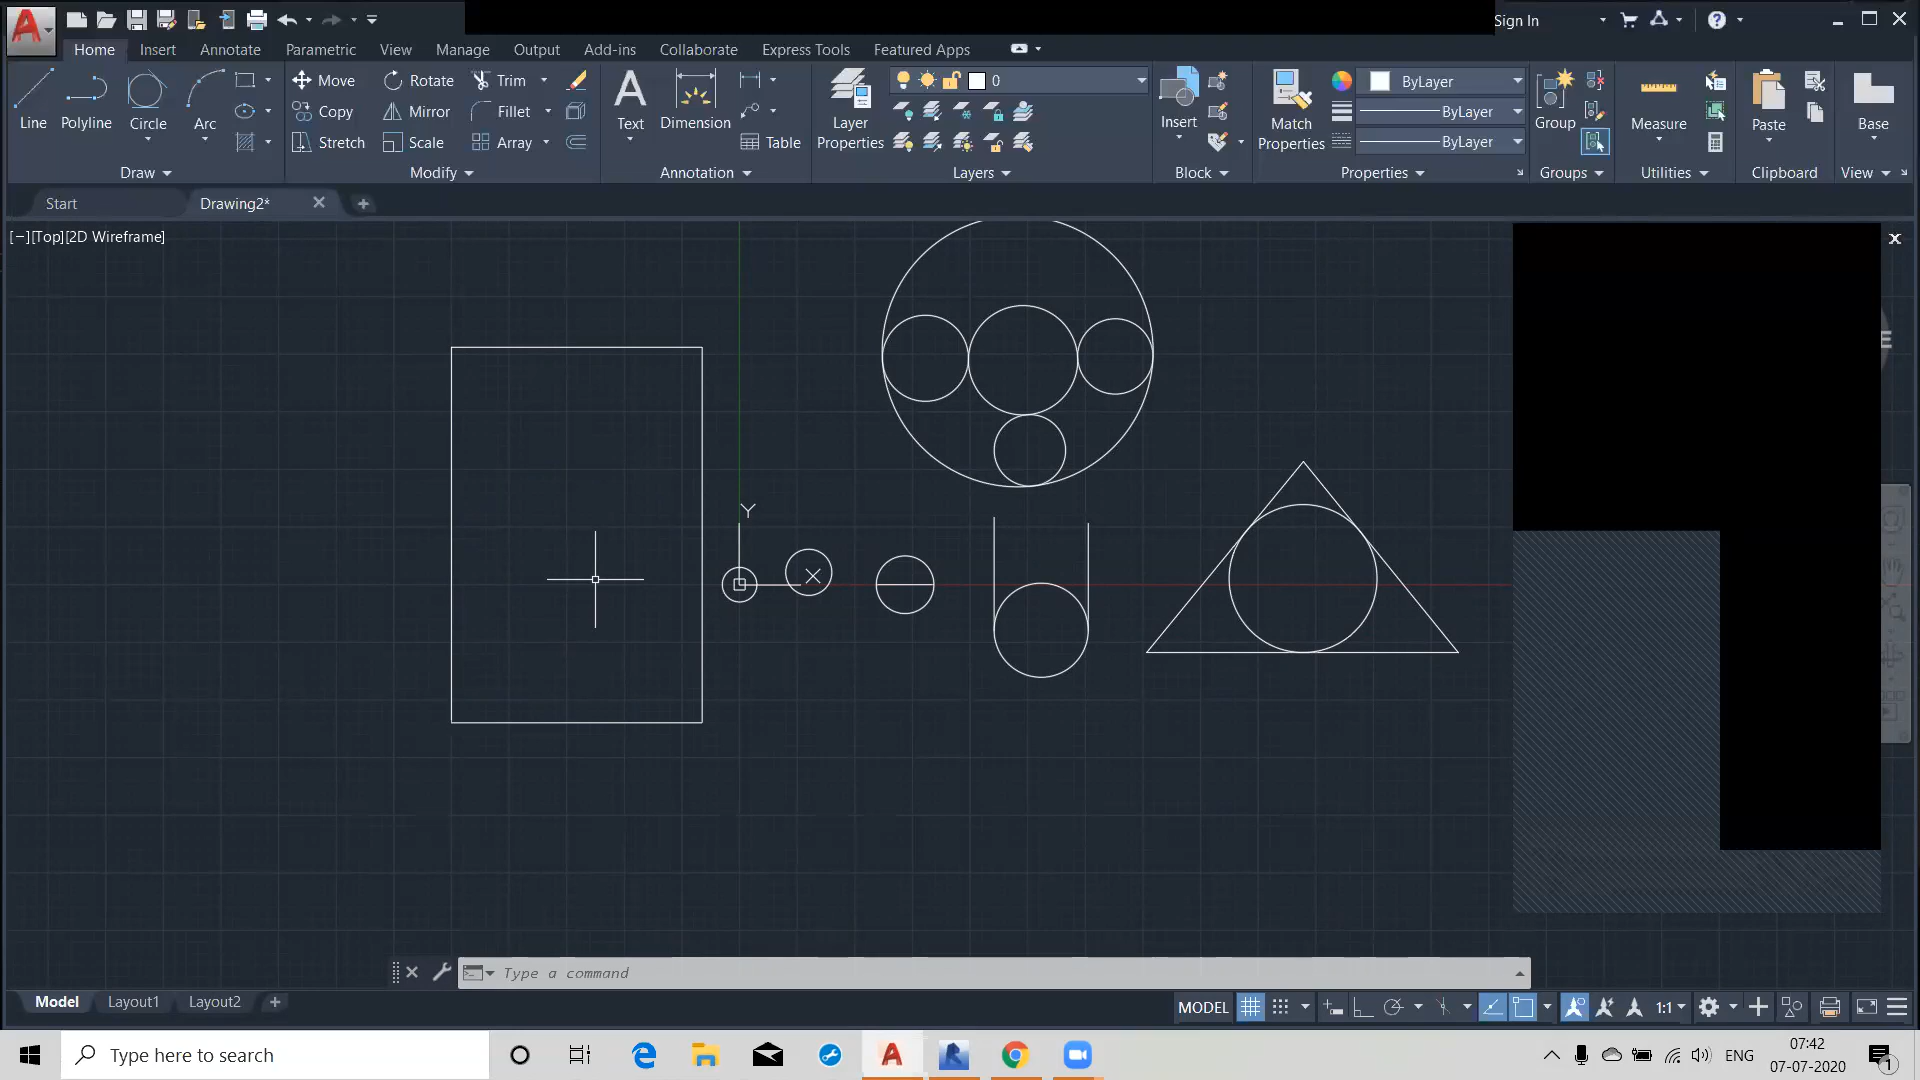 Sign In
Home Insert Annotate Parametric View Manage Output Add-ins Collaborate Express Tools Featured Apps
Line Polyline Circle Arc
Move Rotate Trim
Copy Mirror Fillet
Stretch Scale Array
Text Dimension Table
Layer Properties
0
Insert
Match Properties
ByLayer
ByLayer
ByLayer
Group Measure Paste Base
Draw Modify Annotation Layers Block Properties Groups Utilities Clipboard View
Start Drawing2*
[−][Top][2D Wireframe]
Y
X
Type a command
Model Layout1 Layout2
MODEL 1:1
Type here to search
ENG
07:42
07-07-2020
1